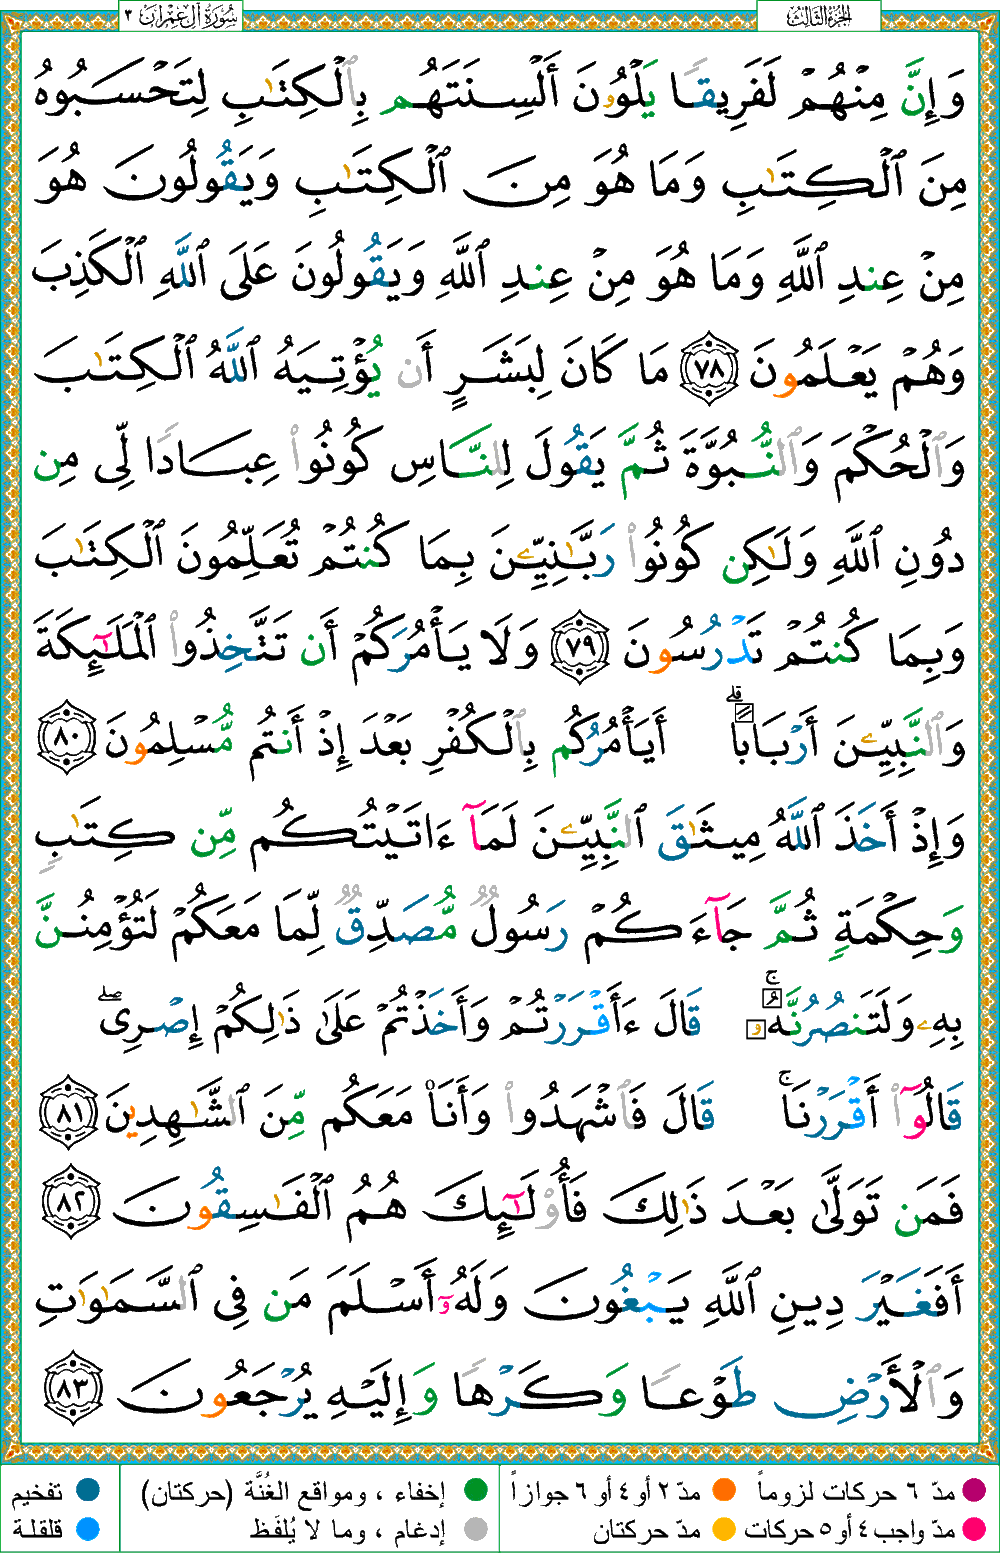 سُورَةُ آلِ عِمْرَانَ ٣
الجُزْءُ الثَّالِثُ
وَإِنَّ مِنْهُمْ لَفَرِيقًا يَلْوُۥنَ أَلْسِنَتَهُم بِٱلْكِتَٰبِ لِتَحْسَبُوهُ
مِنَ ٱلْكِتَٰبِ وَمَا هُوَ مِنَ ٱلْكِتَٰبِ وَيَقُولُونَ هُوَ
مِنْ عِندِ ٱللَّهِ وَمَا هُوَ مِنْ عِندِ ٱللَّهِ وَيَقُولُونَ عَلَى ٱللَّهِ ٱلْكَذِبَ
وَهُمْ يَعْلَمُونَ ٧٨ مَا كَانَ لِبَشَرٍ أَن يُؤْتِيَهُ ٱللَّهُ ٱلْكِتَٰبَ
وَٱلْحُكْمَ وَٱلنُّبُوَّةَ ثُمَّ يَقُولَ لِلنَّاسِ كُونُوا۟ عِبَادًا لِّى مِن
دُونِ ٱللَّهِ وَلَٰكِن كُونُوا۟ رَبَّٰنِيِّۦنَ بِمَا كُنتُمْ تُعَلِّمُونَ ٱلْكِتَٰبَ
وَبِمَا كُنتُمْ تَدْرُسُونَ ٧٩ وَلَا يَأْمُرَكُمْ أَن تَتَّخِذُوا۟ ٱلْمَلَٰٓئِكَةَ
وَٱلنَّبِيِّۦنَ أَرْبَابًا ۗ أَيَأْمُرُكُم بِٱلْكُفْرِ بَعْدَ إِذْ أَنتُم مُّسْلِمُونَ ٨٠
وَإِذْ أَخَذَ ٱللَّهُ مِيثَٰقَ ٱلنَّبِيِّۦنَ لَمَآ ءَاتَيْتُكُم مِّن كِتَٰبٍ
وَحِكْمَةٍ ثُمَّ جَآءَكُمْ رَسُولٌ مُّصَدِّقٌ لِّمَا مَعَكُمْ لَتُؤْمِنُنَّ
بِهِۦ وَلَتَنصُرُنَّهُۥ ۚ قَالَ ءَأَقْرَرْتُمْ وَأَخَذْتُمْ عَلَىٰ ذَٰلِكُمْ إِصْرِى ۖ
قَالُوٓا۟ أَقْرَرْنَا ۚ قَالَ فَٱشْهَدُوا۟ وَأَنَا۠ مَعَكُم مِّنَ ٱلشَّٰهِدِينَ ٨١
فَمَن تَوَلَّىٰ بَعْدَ ذَٰلِكَ فَأُو۟لَٰٓئِكَ هُمُ ٱلْفَٰسِقُونَ ٨٢
أَفَغَيْرَ دِينِ ٱللَّهِ يَبْغُونَ وَلَهُۥٓ أَسْلَمَ مَن فِى ٱلسَّمَٰوَٰتِ
وَٱلْأَرْضِ طَوْعًا وَكَرْهًا وَإِلَيْهِ يُرْجَعُونَ ٨٣
مدّ ٦ حركات لزوماً مدّ ٢ أو ٤ أو ٦ جوازاً إخفاء ، ومواقع الغُنَّة (حركتان) تفخيم
مدّ واجب ٤ أو ٥ حركات مدّ حركتان إدغام ، وما لا يُلفَظ قلقلة